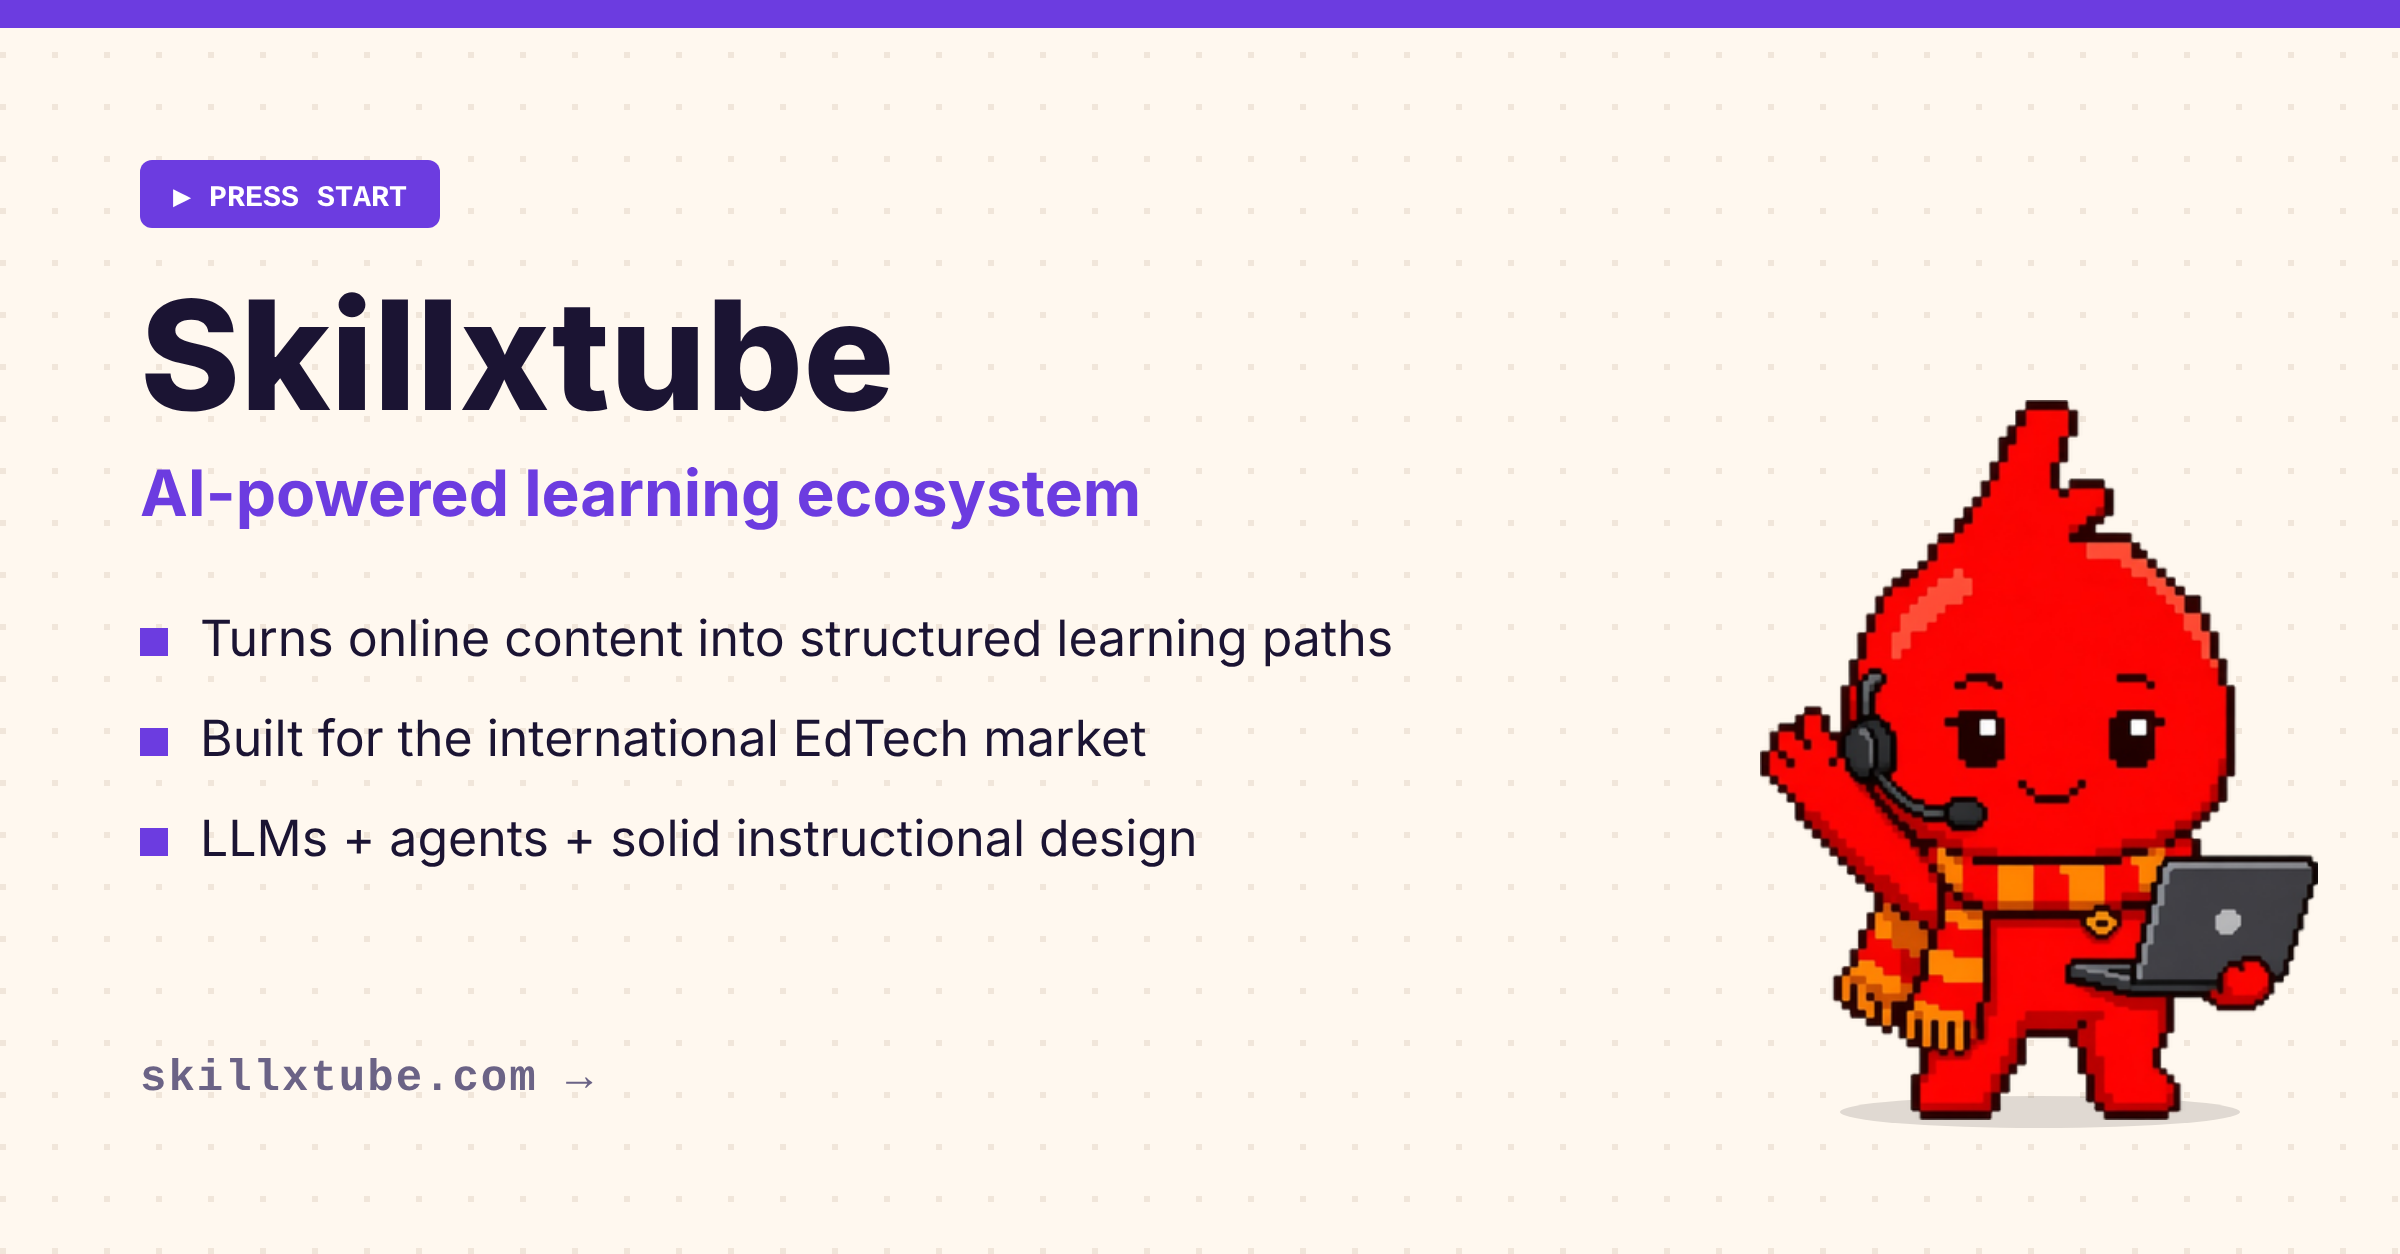 ▶ PRESS START
Skillxtube
AI-powered learning ecosystem
Turns online content into structured learning paths
Built for the international EdTech market
LLMs + agents + solid instructional design
skillxtube.com →